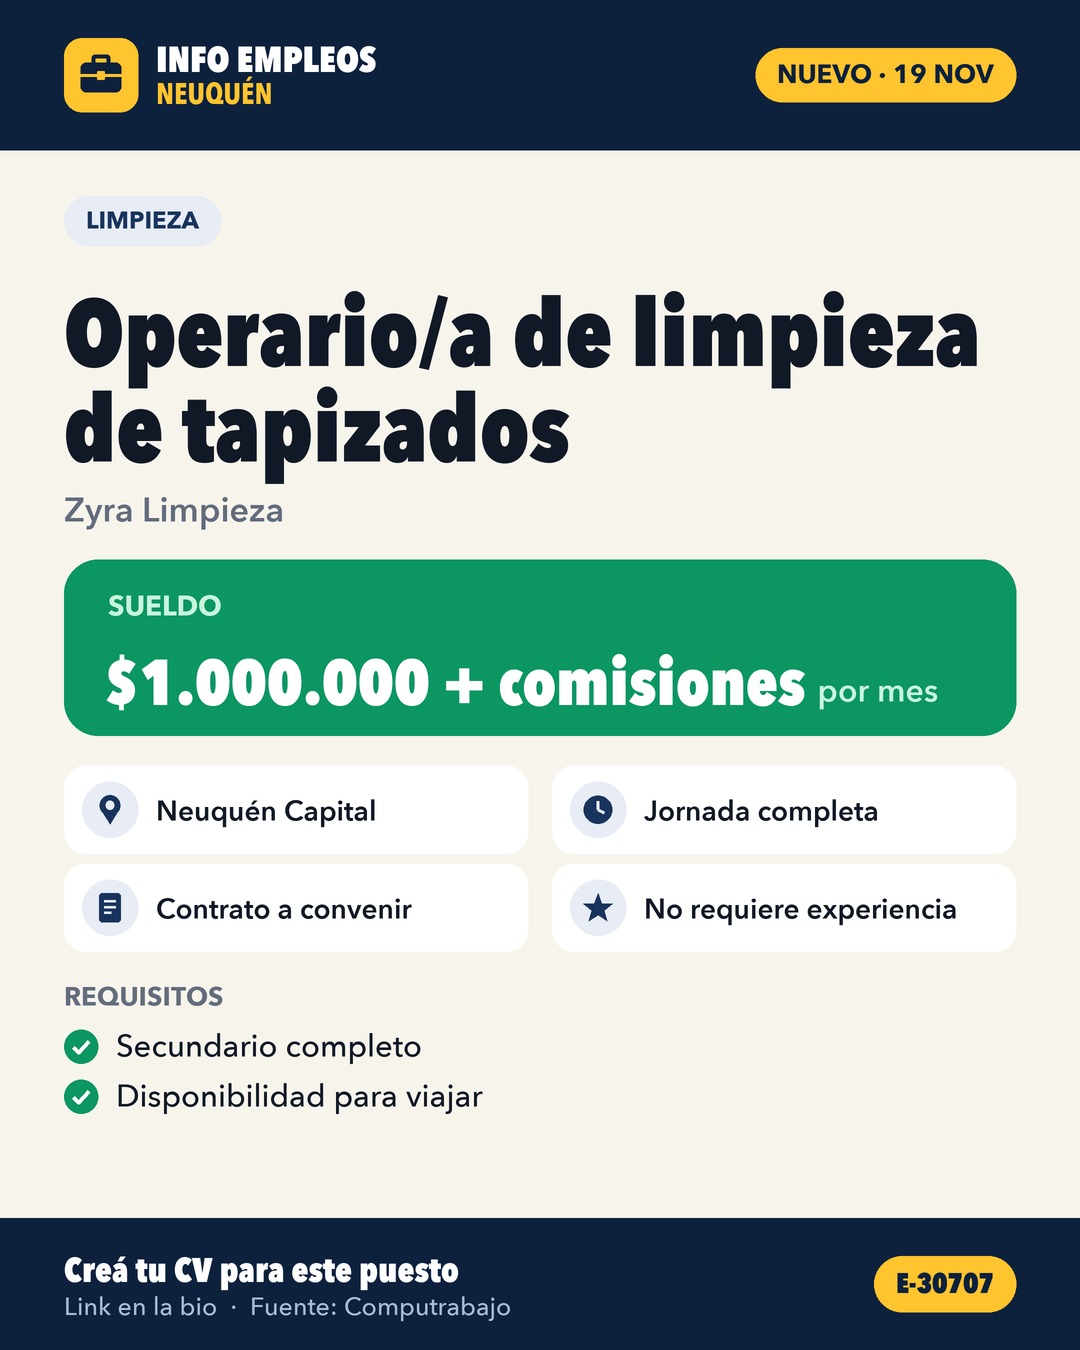 INFO EMPLEOS
NEUQUÉN
NUEVO · 19 NOV
LIMPIEZA
Operario/a de limpieza
de tapizados
Zyra Limpieza
SUELDO
$1.000.000 + comisiones por mes
Neuquén Capital
Jornada completa
Contrato a convenir
No requiere experiencia
REQUISITOS
Secundario completo
Disponibilidad para viajar
Creá tu CV para este puesto
Link en la bio · Fuente: Computrabajo
E-30707